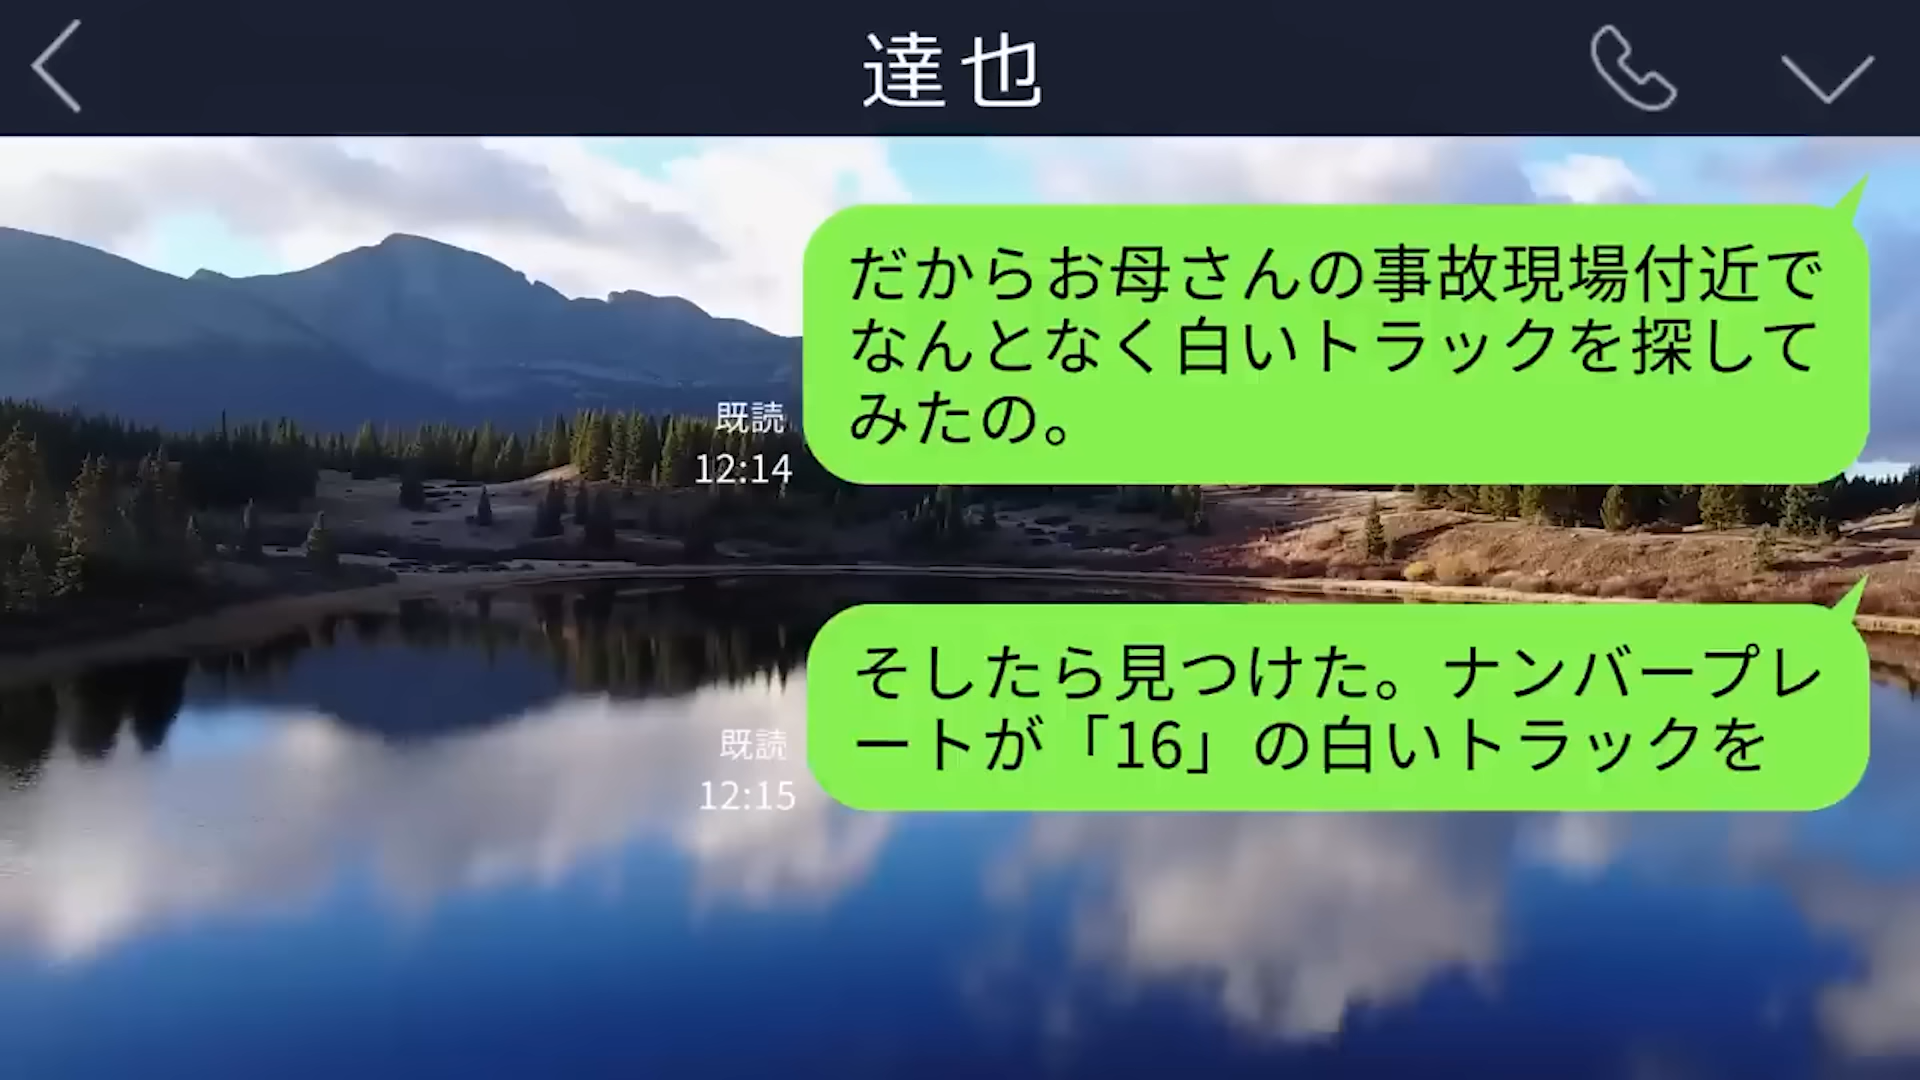 達也
だからお母さんの事故現場付近で
なんとなく白いトラックを探して
みたの。
既読
12:14
そしたら見つけた。ナンバープレ
ートが「16」の白いトラックを
既読
12:15